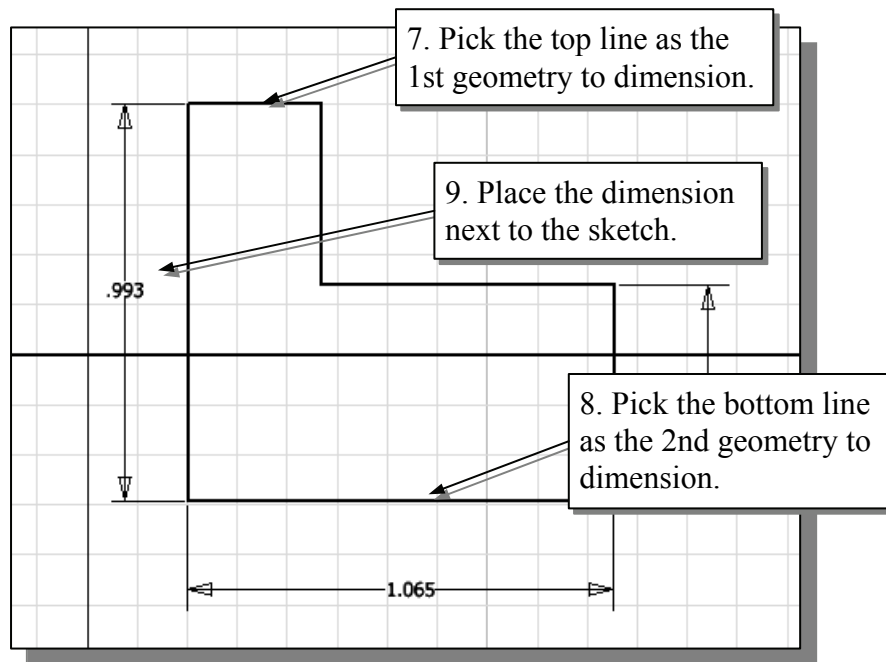 7. Pick the top line as the
1st geometry to dimension.
9. Place the dimension
next to the sketch.
.993
8. Pick the bottom line
as the 2nd geometry to
dimension.
1.065